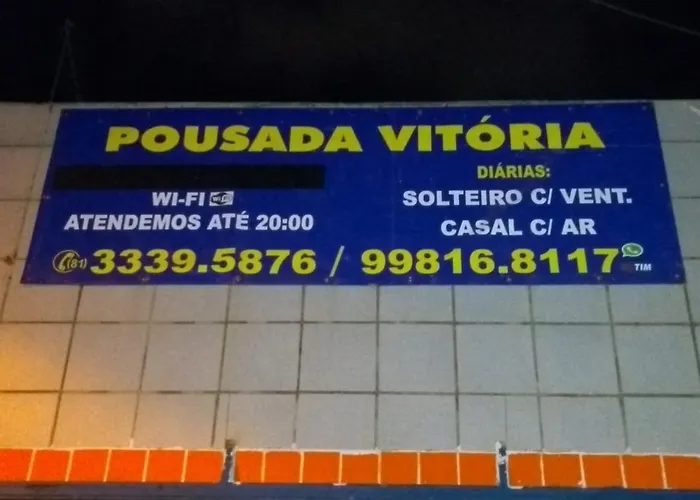 POUSADA VITÓRIA
WI-FI WiFi
ATENDEMOS ATÉ 20:00
DIÁRIAS:
SOLTEIRO C/ VENT.
CASAL C/ AR
(81) 3339.5876 / 99816.8117
TIM